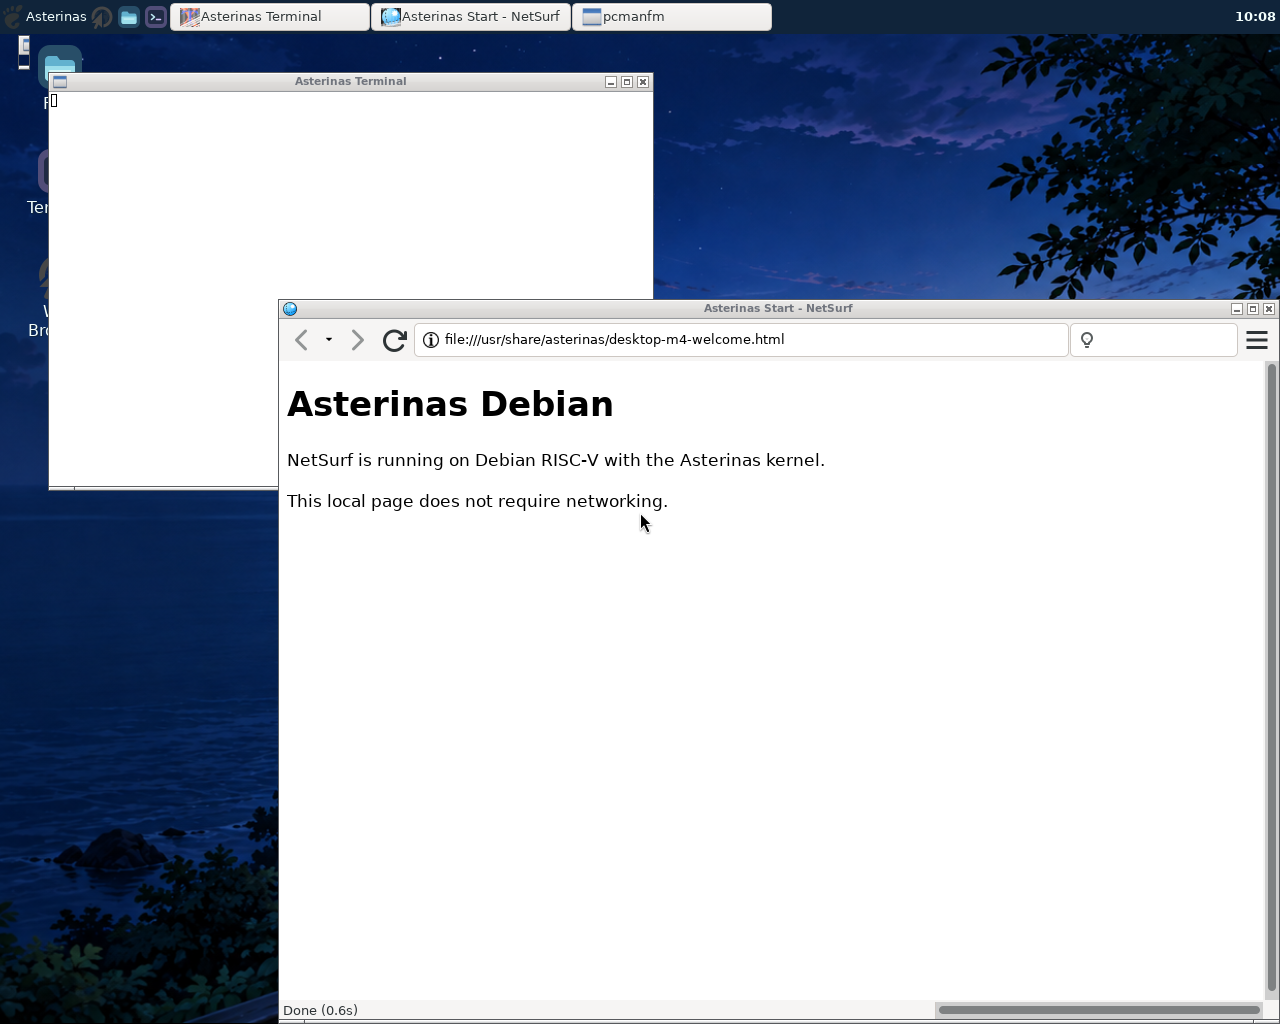 Asterinas
Asterinas Terminal
Asterinas Start - NetSurf
pcmanfm
10:08
Asterinas Terminal
Asterinas Start - NetSurf
file:///usr/share/asterinas/desktop-m4-welcome.html
Asterinas Debian
NetSurf is running on Debian RISC-V with the Asterinas kernel.
This local page does not require networking.
Done (0.6s)